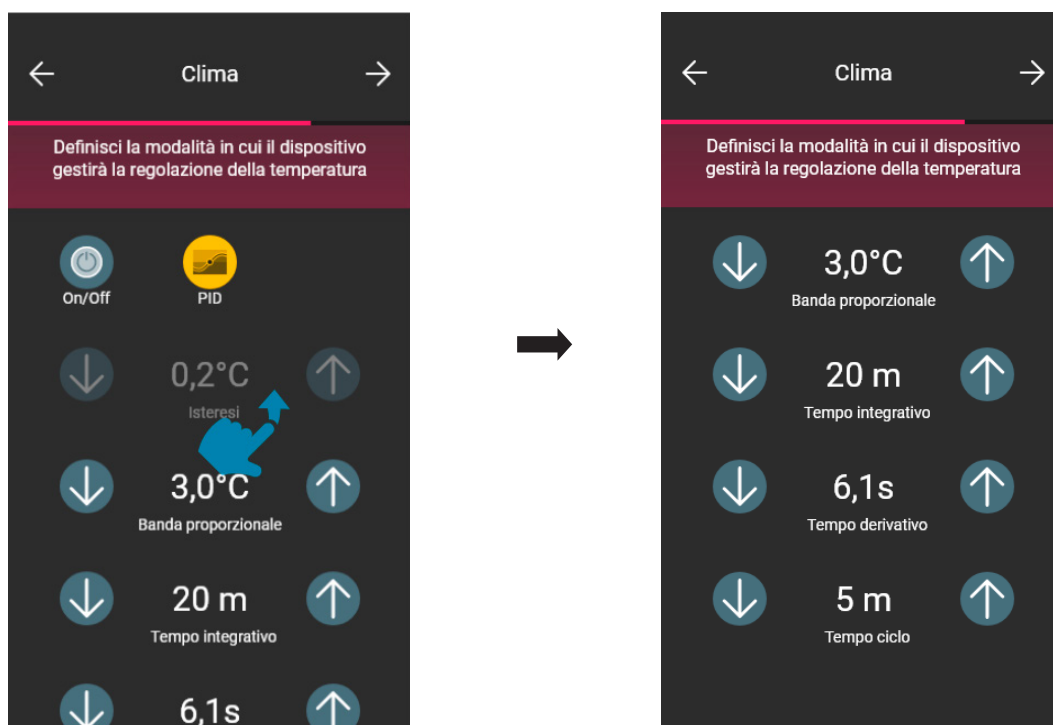 Clima
Definisci la modalità in cui il dispositivo
gestirà la regolazione della temperatura
On/Off
PID
0,2°C
Isteresi
3,0°C
Banda proporzionale
20 m
Tempo integrativo
6,1s
Clima
Definisci la modalità in cui il dispositivo
gestirà la regolazione della temperatura
3,0°C
Banda proporzionale
20 m
Tempo integrativo
6,1s
Tempo derivativo
5 m
Tempo ciclo